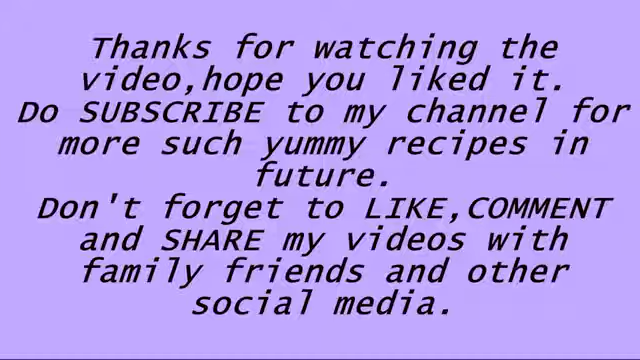 Thanks for watching the
video,hope you liked it.
Do SUBSCRIBE to my channel for
more such yummy recipes in
future.
Don't forget to LIKE,COMMENT
and SHARE my videos with
family friends and other
social media.